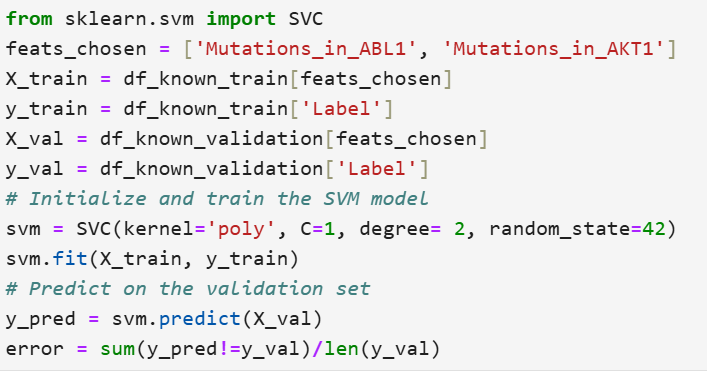 from sklearn.svm import SVC
feats_chosen = ['Mutations_in_ABL1', 'Mutations_in_AKT1']
X_train = df_known_train[feats_chosen]
y_train = df_known_train['Label']
X_val = df_known_validation[feats_chosen]
y_val = df_known_validation['Label']
# Initialize and train the SVM model
svm = SVC(kernel='poly', C=1, degree= 2, random_state=42)
svm.fit(X_train, y_train)
# Predict on the validation set
y_pred = svm.predict(X_val)
error = sum(y_pred!=y_val)/len(y_val)